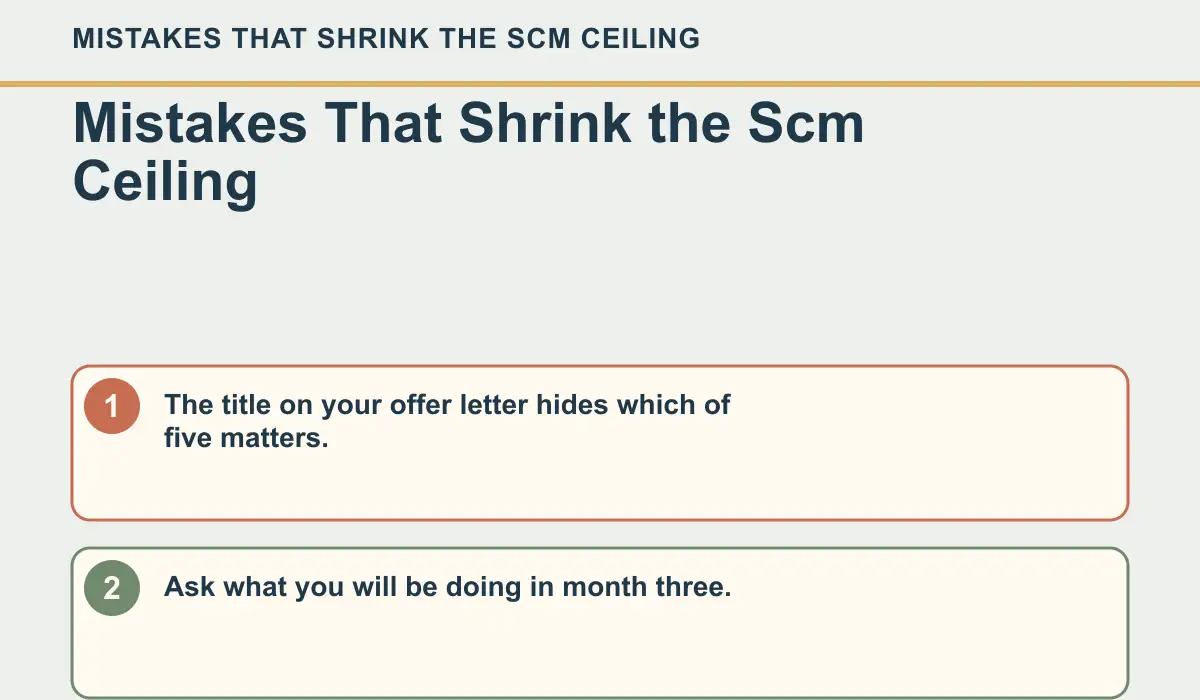 MISTAKES THAT SHRINK THE SCM CEILING
Mistakes That Shrink the Scm
Ceiling
1
The title on your offer letter hides which of
five matters.
2
Ask what you will be doing in month three.